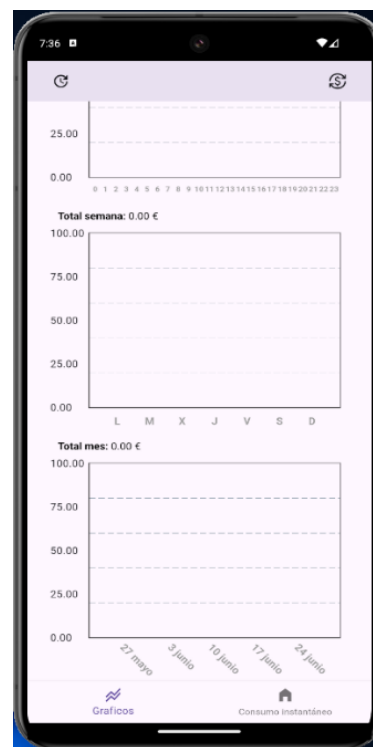 7:36
25.00
0.00
0 1 2 3 4 5 6 7 8 9 10 11 12 13 14 15 16 17 18 19 20 21 22 23
Total semana: 0.00 €
100.00
75.00
50.00
25.00
0.00
L M X J V S D
Total mes: 0.00 €
100.00
75.00
50.00
25.00
0.00
27 mayo 3 junio 10 junio 17 junio 24 junio
Graficos Consumo instantáneo